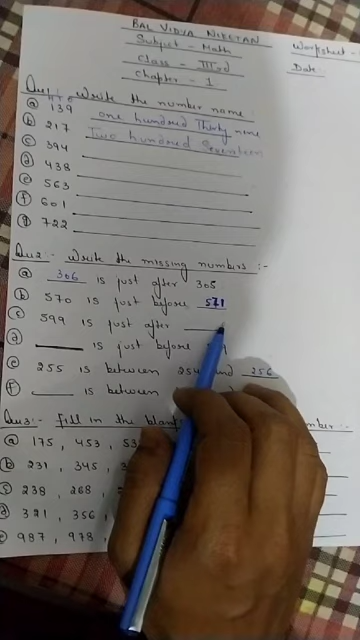 BAL VIDYA NIKETAN
Subject - Math
Class - IIIrd
Chapter - 1
Worksheet -
Date:
Que1:- Write the number name:
H T O
(a) 139 one hundred Thirty nine
(b) 217 Two hundred Seventeen
(c) 394
(d) 438
(e) 563
(f) 601
(g) 722
Que2:- Write the missing numbers:-
(a) 306 is just after 305
(b) 570 is just before 571
(c) 599 is just after
(d) is just before
(e) 255 is between 254 and 256
(f) is between
Que3:- Fill in the number:-
(a) 175, 453,
(b) 231, 345,
(c) 238, 268,
(d) 321, 356,
(e) 987, 978,